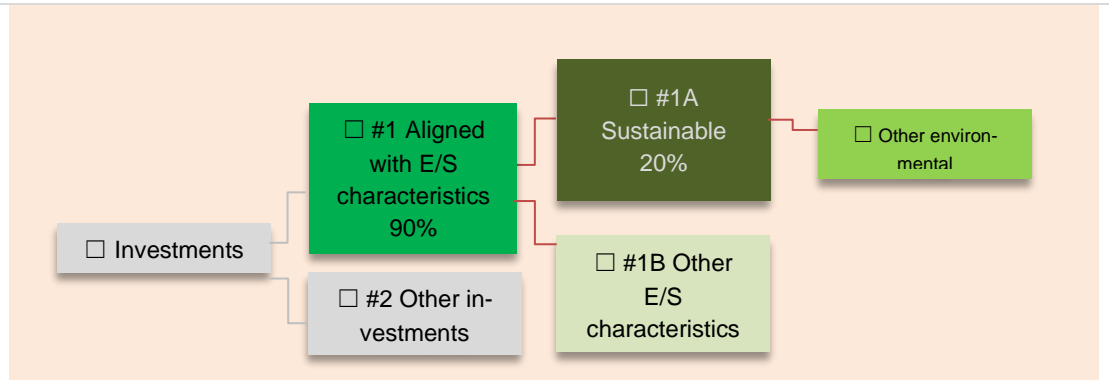 ☐ Investments
☐ #1 Aligned
with E/S
characteristics
90%
☐ #2 Other in-
vestments
☐ #1A
Sustainable
20%
☐ #1B Other
E/S
characteristics
☐ Other environ-
mental